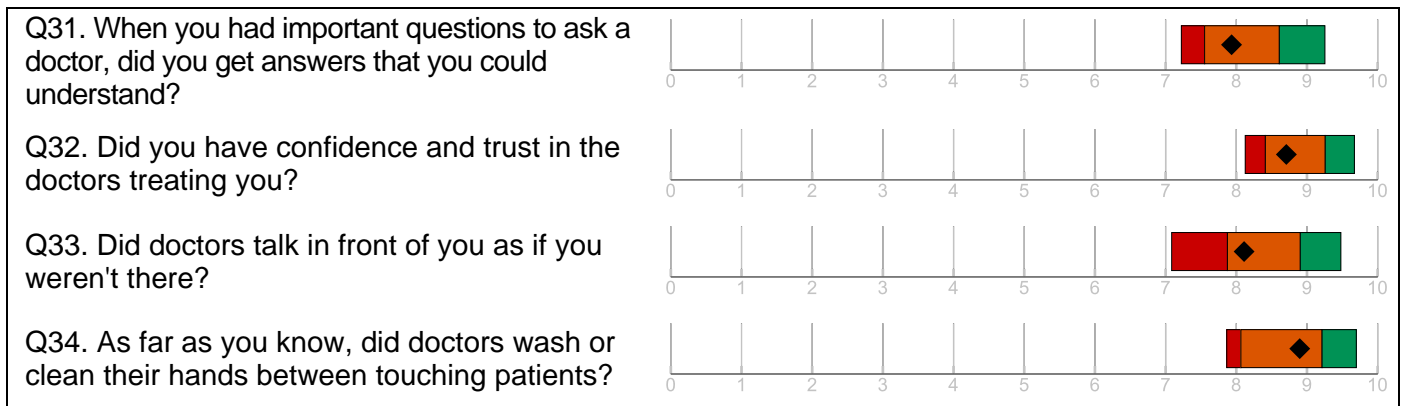 Q31. When you had important questions to ask a
doctor, did you get answers that you could
understand?
0 1 2 3 4 5 6 7 8 9 10
Q32. Did you have confidence and trust in the
doctors treating you?
0 1 2 3 4 5 6 7 8 9 10
Q33. Did doctors talk in front of you as if you
weren't there?
0 1 2 3 4 5 6 7 8 9 10
Q34. As far as you know, did doctors wash or
clean their hands between touching patients?
0 1 2 3 4 5 6 7 8 9 10